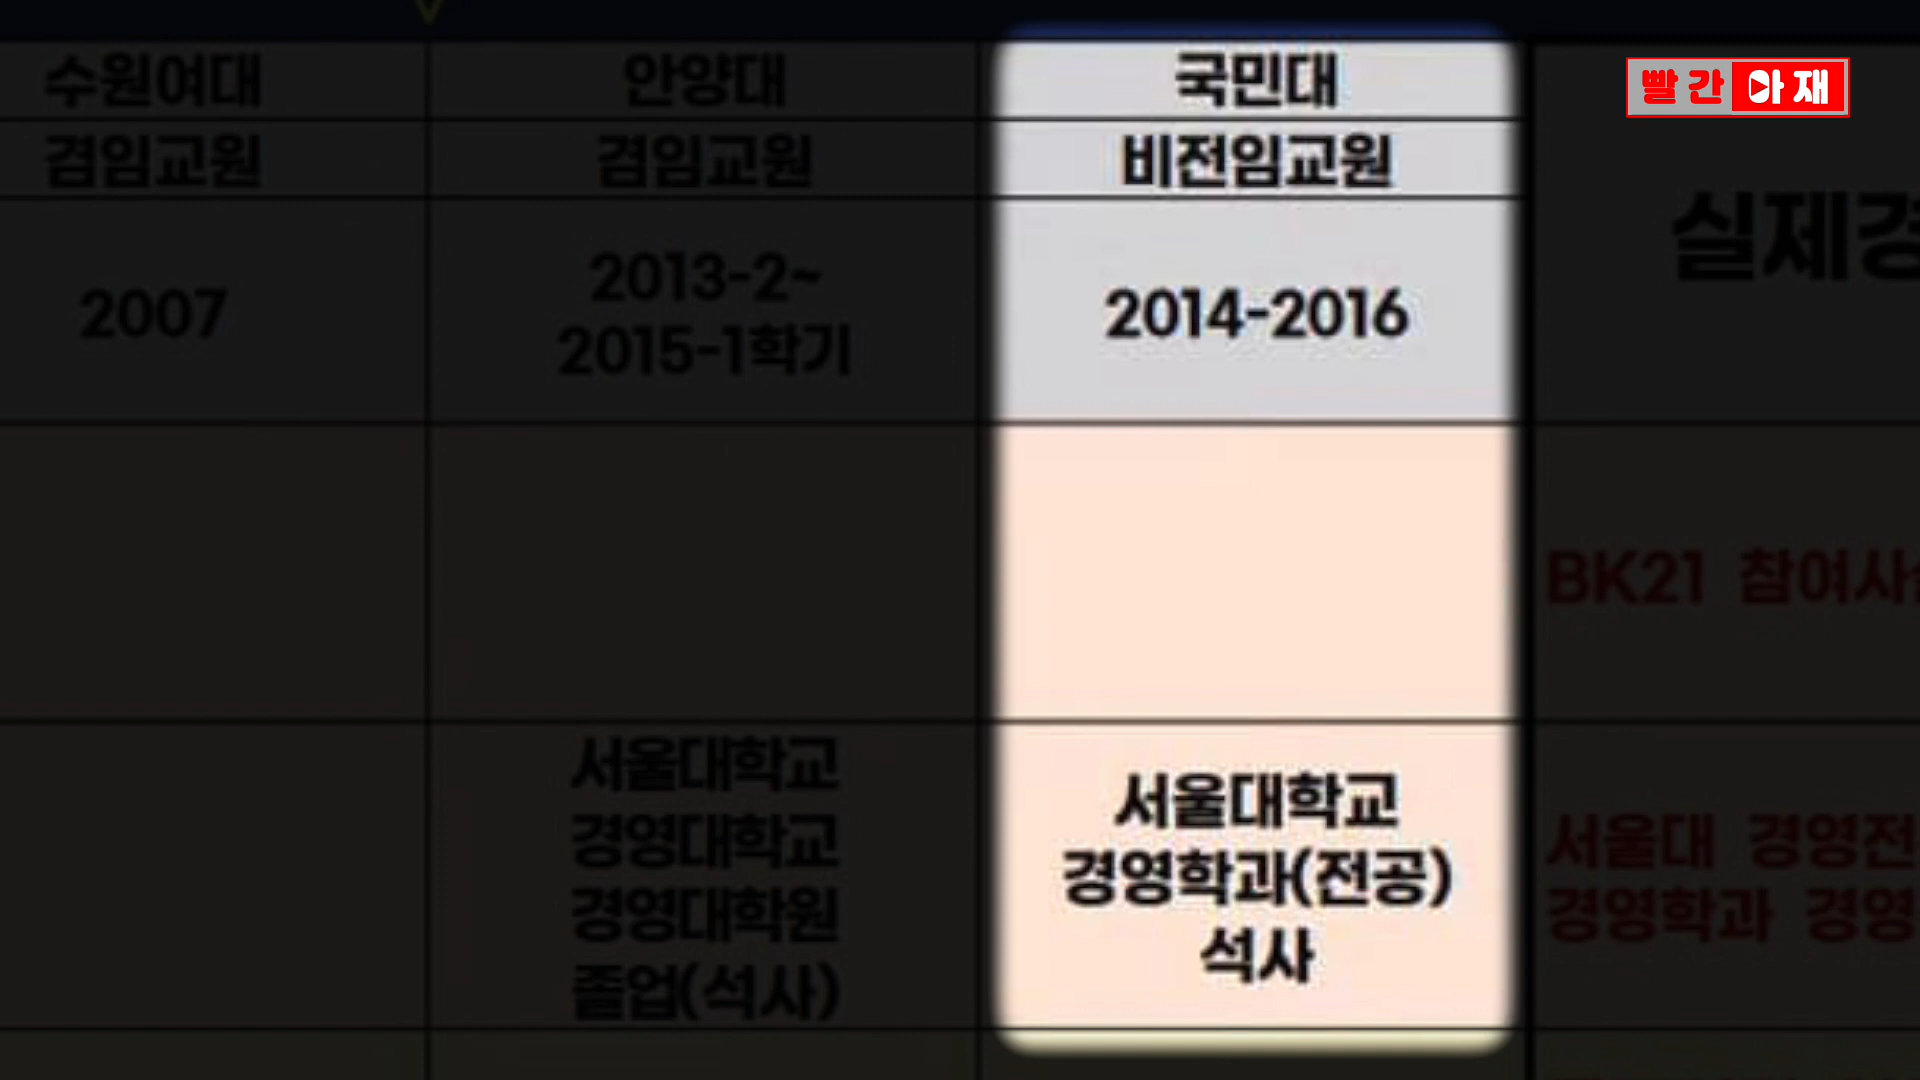 수원여대 안양대 국민대
빨간 아재
겸임교원 겸임교원 비전임교원
실제경
2007
2013-2~
2015-1학기
2014-2016
BK21 참여사
서울대학교
경영대학교
경영대학원
졸업(석사)
서울대학교
경영학과(전공)
석사
서울대 경영전
경영학과 경영